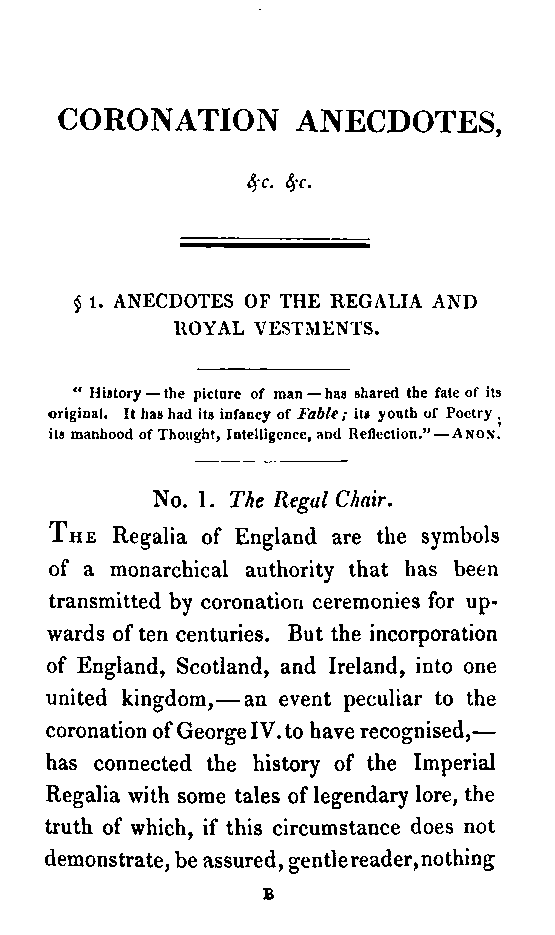 CORONATION ANECDOTES,
&c. &c.
§ 1. ANECDOTES OF THE REGALIA AND
ROYAL VESTMENTS.
“ History — the picture of man — has shared the fate of its
original. It has had its infancy of Fable; its youth of Poetry ;
its manhood of Thought, Intelligence, and Reflection.” — ANON.
No. 1. The Regal Chair.
THE Regalia of England are the symbols
of a monarchical authority that has been
transmitted by coronation ceremonies for up-
wards of ten centuries. But the incorporation
of England, Scotland, and Ireland, into one
united kingdom,—an event peculiar to the
coronation of George IV. to have recognised,—
has connected the history of the Imperial
Regalia with some tales of legendary lore, the
truth of which, if this circumstance does not
demonstrate, be assured, gentle reader, nothing
B